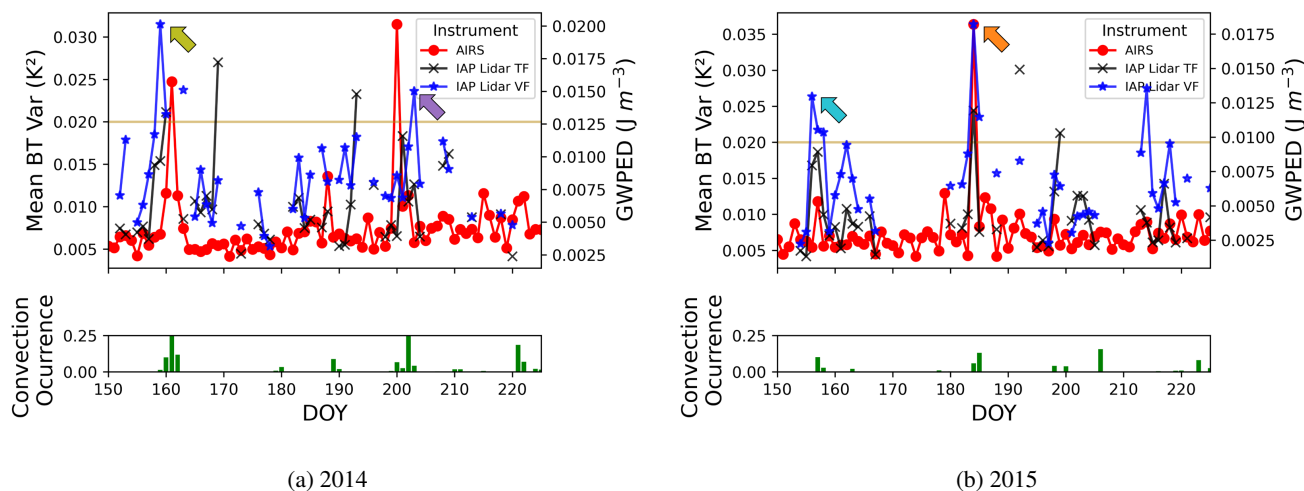 0.030
0.025
0.020
0.015
0.010
0.005
Mean BT Var (K²)
Instrument
AIRS
IAP Lidar TF
IAP Lidar VF
0.0200
0.0175
0.0150
0.0125
0.0100
0.0075
0.0050
0.0025
GWPED (J m⁻³)
Convection
Occurrence
0.25
0.00
150 160 170 180 190 200 210 220
DOY
(a) 2014
0.035
0.030
0.025
0.020
0.015
0.010
0.005
Mean BT Var (K²)
Instrument
AIRS
IAP Lidar TF
IAP Lidar VF
0.0175
0.0150
0.0125
0.0100
0.0075
0.0050
0.0025
GWPED (J m⁻³)
Convection
Occurrence
0.25
0.00
150 160 170 180 190 200 210 220
DOY
(b) 2015